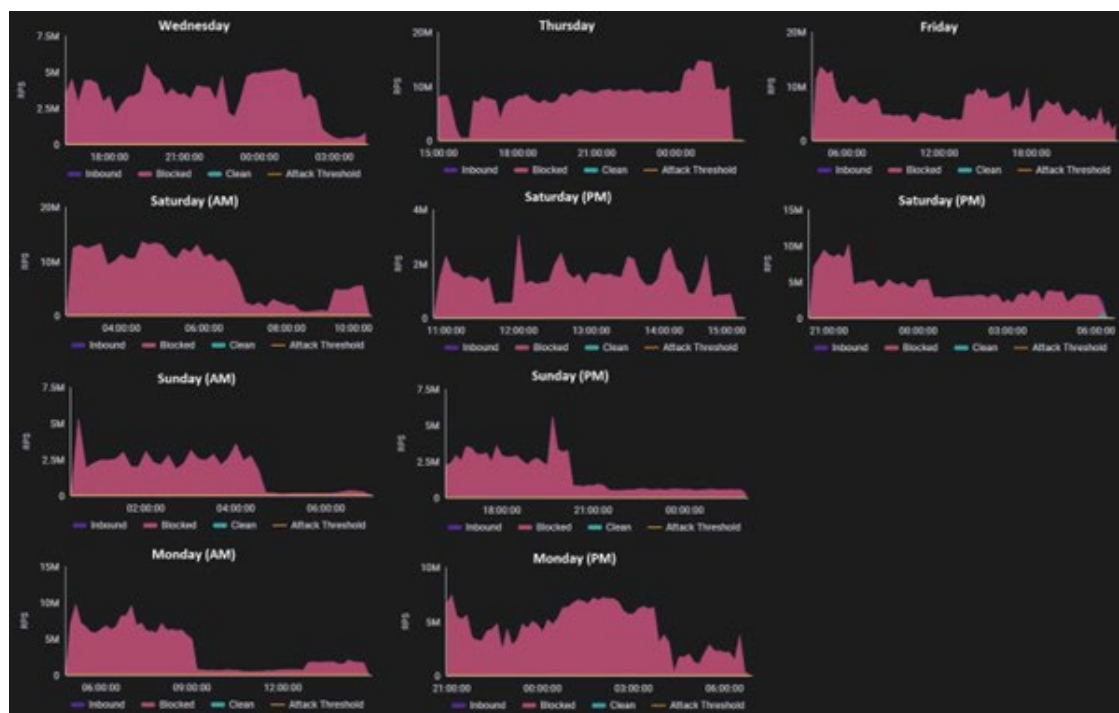 Wednesday
7.5M
5M
2.5M
0
RPS
18:00:00 21:00:00 00:00:00 03:00:00
Inbound Blocked Clean Attack Threshold
Thursday
20M
10M
0
RPS
15:00:00 18:00:00 21:00:00 00:00:00
Inbound Blocked Clean Attack Threshold
Friday
20M
10M
0
RPS
06:00:00 12:00:00 18:00:00
Inbound Blocked Clean Attack Threshold
Saturday (AM)
20M
10M
0
RPS
04:00:00 06:00:00 08:00:00 10:00:00
Inbound Blocked Clean Attack Threshold
Saturday (PM)
4M
2M
0
RPS
11:00:00 12:00:00 13:00:00 14:00:00 15:00:00
Inbound Blocked Clean Attack Threshold
Saturday (PM)
15M
10M
5M
0
RPS
21:00:00 00:00:00 03:00:00 06:00:00
Inbound Blocked Clean Attack Threshold
Sunday (AM)
7.5M
5M
2.5M
0
RPS
02:00:00 04:00:00 06:00:00
Inbound Blocked Clean Attack Threshold
Sunday (PM)
7.5M
5M
2.5M
0
RPS
18:00:00 21:00:00 00:00:00
Inbound Blocked Clean Attack Threshold
Monday (AM)
15M
10M
5M
0
RPS
06:00:00 09:00:00 12:00:00
Inbound Blocked Clean Attack Threshold
Monday (PM)
10M
5M
0
RPS
21:00:00 00:00:00 03:00:00 06:00:00
Inbound Blocked Clean Attack Threshold